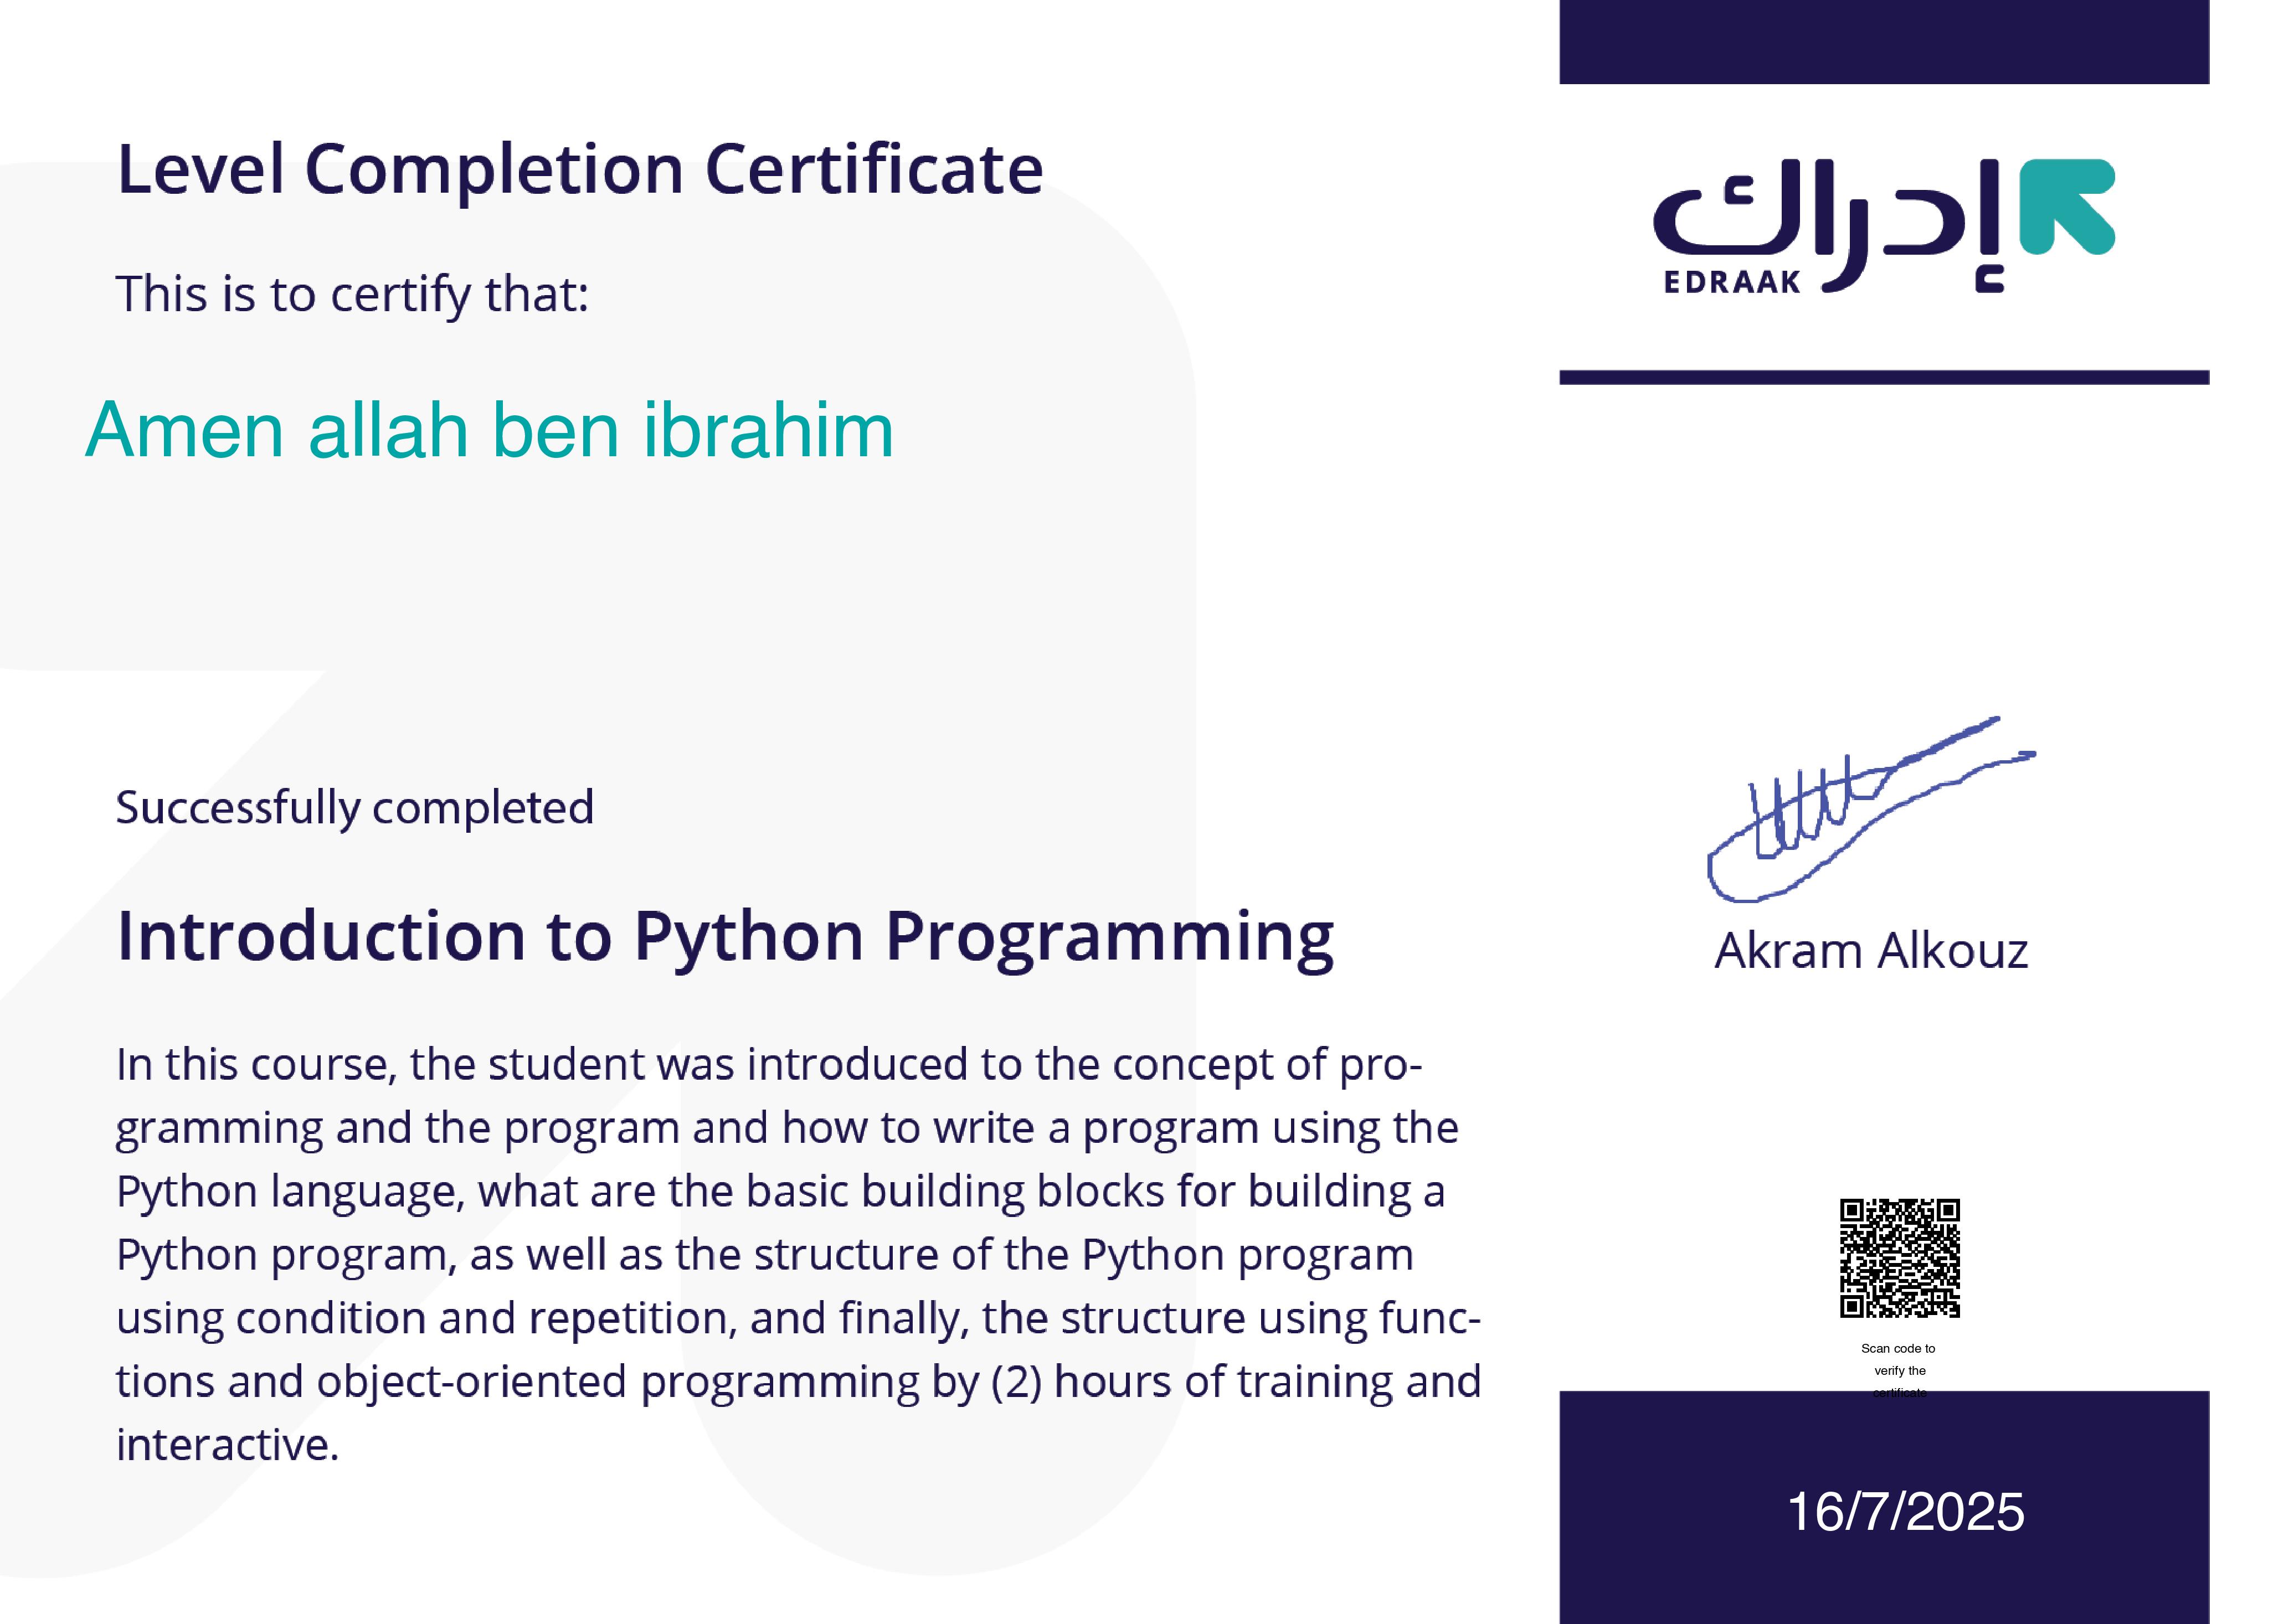 Level Completion Certificate
This is to certify that:
Amen allah ben ibrahim
Successfully completed
Introduction to Python Programming
In this course, the student was introduced to the concept of pro-
gramming and the program and how to write a program using the
Python language, what are the basic building blocks for building a
Python program, as well as the structure of the Python program
using condition and repetition, and finally, the structure using func-
tions and object-oriented programming by (2) hours of training and
interactive.
إدراك
EDRAAK
Akram Alkouz
Scan code to
verify the
certificate
16/7/2025